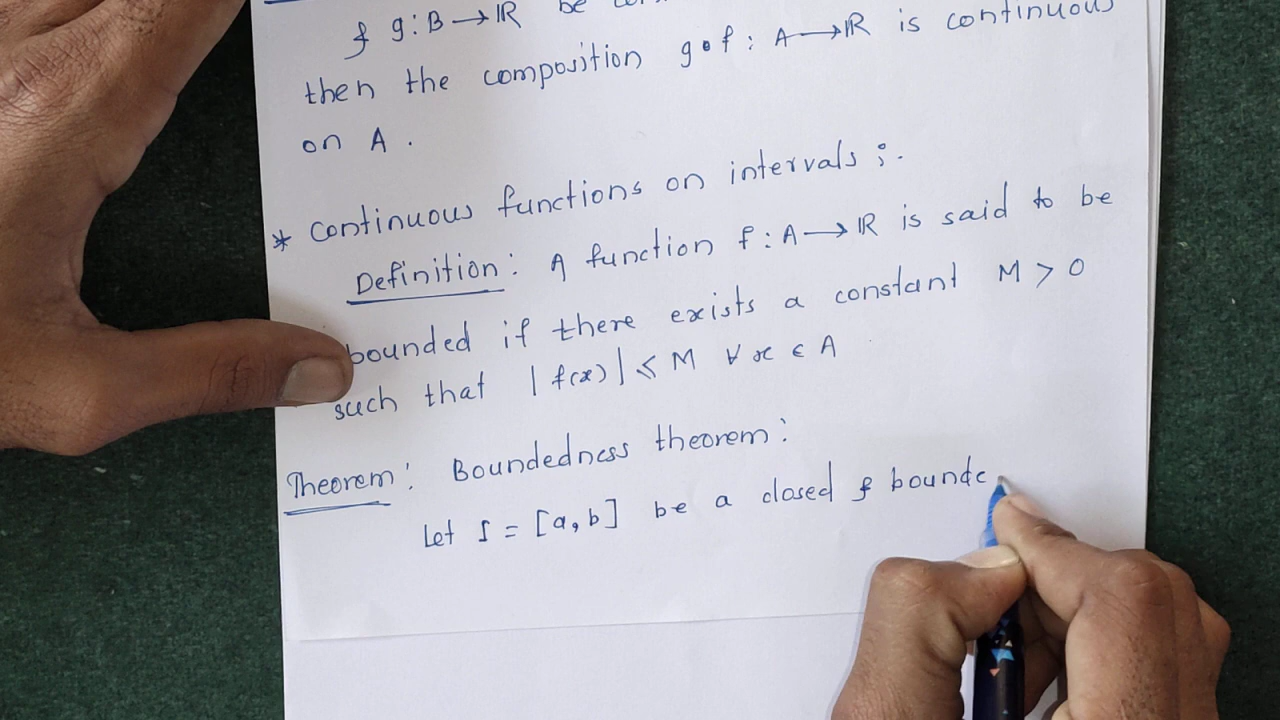 & g : B → ℝ be
then the composition g∘f : A → ℝ is continuous
on A .
* Continuous functions on intervals ;.
Definition : A function f : A → ℝ is said to be
bounded if there exists a constant M > 0
such that |f(x)| ≤ M ∀ x ∈ A
Theorem : Boundedness theorem :
Let I = [a, b] be a closed & bounde